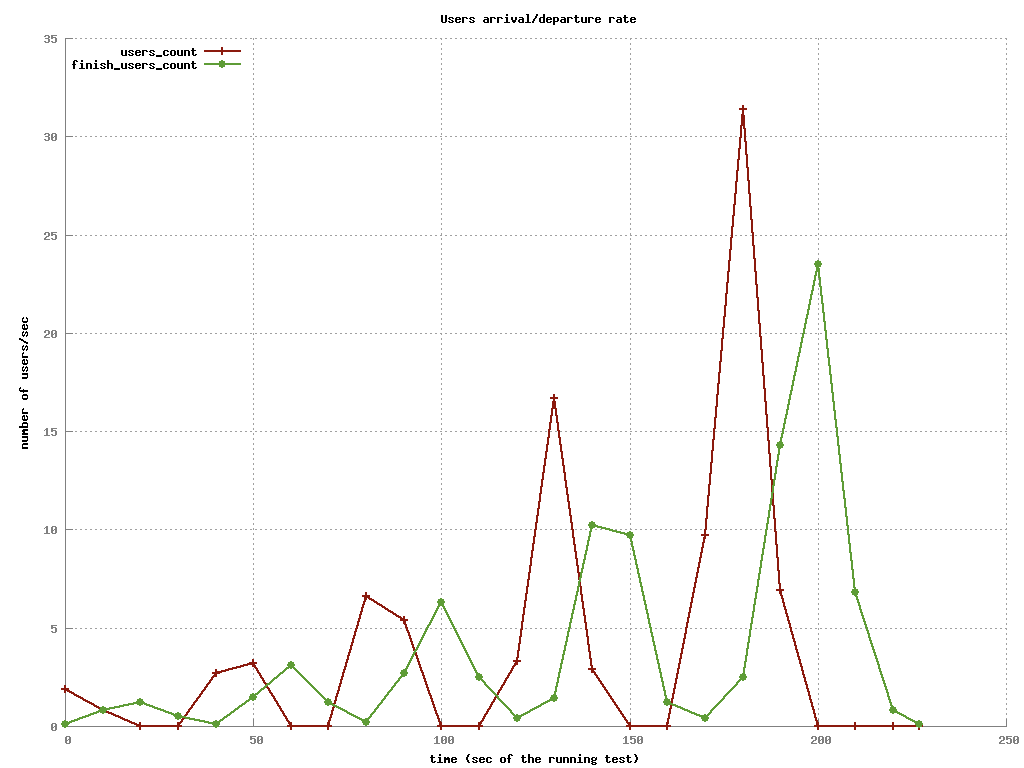 Users arrival/departure rate
users_count
finish_users_count
35
30
25
20
15
10
5
0
number of users/sec
0 50 100 150 200 250
time (sec of the running test)